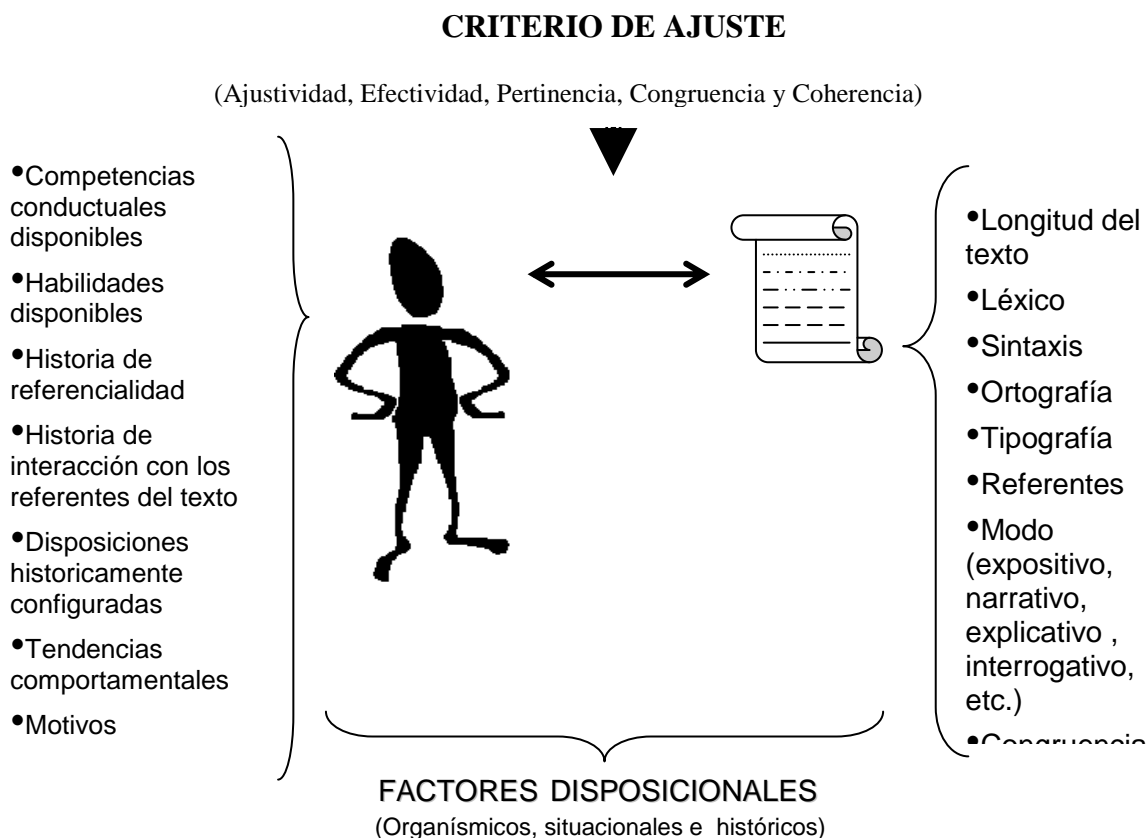 CRITERIO DE AJUSTE
(Ajustividad, Efectividad, Pertinencia, Congruencia y Coherencia)
•Competencias
conductuales
disponibles
•Habilidades
disponibles
•Historia de
referencialidad
•Historia de
interacción con los
referentes del texto
•Disposiciones
historicamente
configuradas
•Tendencias
comportamentales
•Motivos
•Longitud del
texto
•Léxico
•Sintaxis
•Ortografía
•Tipografía
•Referentes
•Modo
(expositivo,
narrativo,
explicativo ,
interrogativo,
etc.)
•Congruencia
FACTORES DISPOSICIONALES
(Organísmicos, situacionales e históricos)